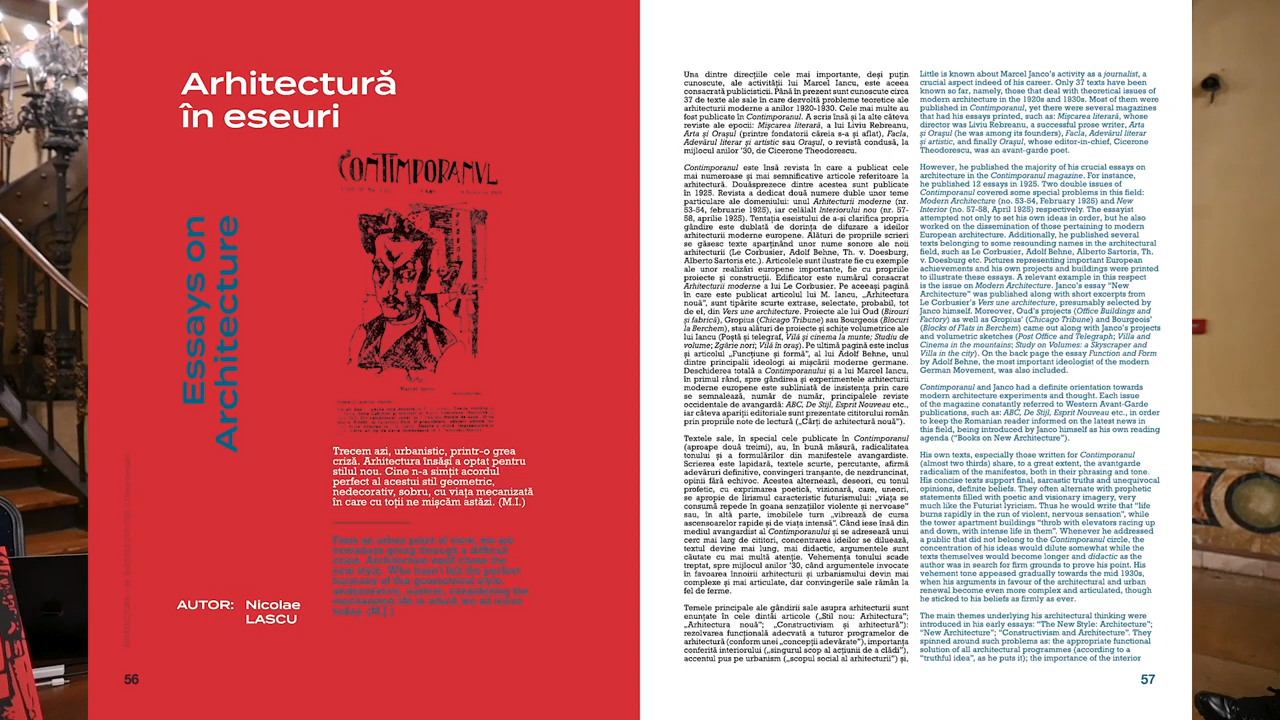 Arhitectură
în eseuri
Essays on
Architecture
CONTIMPORANUL
Trecem azi, urbanistic, printr-o grea
criză. Arhitectura însăși a optat pentru
stilul nou. Cine n-a simțit acordul
perfect al acestui stil geometric,
nedecorativ, sobru, cu viața mecanizată
în care cu toții ne mișcăm astăzi. (M.I.)
From an urban point of view, we are
nowadays going through a difficult
crisis. Architecture itself chose the
new style. Who hasn't felt the perfect
harmony of this geometrical style,
undecorative, austere, considering the
mechanized life in which we all move
today. (M.I.)
AUTOR: Nicolae
LASCU
56
Una dintre direcțiile cele mai importante, deși puțin
cunoscute, ale activității lui Marcel Iancu, este aceea
consacrată publicisticii. Până în prezent sunt cunoscute circa
37 de texte ale sale în care dezvoltă probleme teoretice ale
arhitecturii moderne a anilor 1920-1930. Cele mai multe au
fost publicate în Contimporanul. A scris însă și la alte câteva
reviste ale epocii: Mișcarea literară, a lui Liviu Rebreanu,
Arta și Orașul (printre fondatorii căreia s-a și aflat), Facla,
Adevărul literar și artistic sau Orașul, o revistă condusă, la
mijlocul anilor '30, de Cicerone Theodorescu.
Contimporanul este însă revista în care a publicat cele
mai numeroase și mai semnificative articole referitoare la
arhitectură. Douăsprezece dintre acestea sunt publicate
în 1925. Revista a dedicat două numere duble unor teme
particulare ale domeniului: unul Arhitecturii moderne (nr.
53-54, februarie 1925), iar celălalt Interiorului nou (nr. 57-
58, aprilie 1925). Tentația eseistului de a-și clarifica propria
gândire este dublată de dorința de difuzare a ideilor
arhitecturii moderne europene. Alături de propriile scrieri
se găsesc texte aparținând unor nume sonore ale noii
arhitecturi (Le Corbusier, Adolf Behne, Th. v. Doesburg,
Alberto Sartoris etc.). Articolele sunt ilustrate fie cu exemple
ale unor realizări europene importante, fie cu propriile
proiecte și construcții. Edificator este numărul consacrat
Arhitecturii moderne a lui Le Corbusier. Pe aceeași pagină
în care este publicat articolul lui M. Iancu, „Arhitectura
nouă”, sunt tipărite scurte extrase, selectate, probabil, tot
de el, din Vers une architecture. Proiecte ale lui Oud (Birouri
și fabrică), Gropius (Chicago Tribune) sau Bourgeois (Blocuri
la Berchem), stau alături de proiecte și schițe volumetrice ale
lui Iancu (Poștă și telegraf, Vilă și cinema la munte; Studiu de
volume; Zgârie nori; Vilă în oraș). Pe ultima pagină este inclus
și articolul „Funcțiune și formă”, al lui Adolf Behne, unul
dintre principalii ideologi ai mișcării moderne germane.
Deschiderea totală a Contimporanului și a lui Marcel Iancu,
în primul rând, spre gândirea și experimentele arhitecturii
moderne europene este subliniată de insistența prin care
se semnalează, număr de număr, principalele reviste
occidentale de avangardă: ABC, De Stijl, Esprit Nouveau etc.,
iar câteva apariții editoriale sunt prezentate cititorului român
prin propriile note de lectură („Cărți de arhitectură nouă”).
Textele sale, în special cele publicate în Contimporanul
(aproape două treimi), au, în bună măsură, radicalitatea
tonului și a formulărilor din manifestele avangardiste.
Scrierea este lapidară, textele scurte, percutante, afirmă
adevăruri definitive, convingeri tranșante, de nezdruncinat,
opinii fără echivoc. Acestea alternează, deseori, cu tonul
profetic, cu exprimarea poetică, vizionară, care, uneori,
se apropie de lirismul caracteristic futurismului: „viața se
consumă repede în goana senzațiilor violente și nervoase”
sau, în altă parte, imobilele turn „vibrează de cursa
ascensoarelor rapide și de viața intensă”. Când iese însă din
mediul avangardist al Contimporanului și se adresează unui
cerc mai larg de cititori, concentrarea ideilor se diluează,
textul devine mai lung, mai didactic, argumentele sunt
căutate cu mai multă atenție. Vehemența tonului scade
treptat, spre mijlocul anilor '30, când argumentele invocate
în favoarea înnoirii arhitecturii și urbanismului devin mai
complexe și mai articulate, dar convingerile sale rămân la
fel de ferme.
Temele principale ale gândirii sale asupra arhitecturii sunt
enunțate în cele dintâi articole („Stil nou: Arhitectura”;
„Arhitectura nouă”; „Constructivism și arhitectură”):
rezolvarea funcțională adecvată a tuturor programelor de
arhitectură (conform unei „concepții adevărate”), importanța
conferită interiorului („singurul scop al acțiunii de a clădi”),
accentul pus pe urbanism („scopul social al arhitecturii”) și,
Little is known about Marcel Janco's activity as a journalist, a
crucial aspect indeed of his career. Only 37 texts have been
known so far, namely, those that deal with theoretical issues of
modern architecture in the 1920s and 1930s. Most of them were
published in Contimporanul, yet there were several magazines
that had his essays printed, such as: Mișcarea literară, whose
director was Liviu Rebreanu, a successful prose writer, Arta
și Orașul (he was among its founders), Facla, Adevărul literar
și artistic, and finally Orașul, whose editor-in-chief, Cicerone
Theodorescu, was an avant-garde poet.
However, he published the majority of his crucial essays on
architecture in the Contimporanul magazine. For instance,
he published 12 essays in 1925. Two double issues of
Contimporanul covered some special problems in this field:
Modern Architecture (no. 53-54, February 1925) and New
Interior (no. 57-58, April 1925) respectively. The essayist
attempted not only to set his own ideas in order, but he also
worked on the dissemination of those pertaining to modern
European architecture. Additionally, he published several
texts belonging to some resounding names in the architectural
field, such as Le Corbusier, Adolf Behne, Alberto Sartoris, Th.
v. Doesburg etc. Pictures representing important European
achievements and his own projects and buildings were printed
to illustrate these essays. A relevant example in this respect
is the issue on Modern Architecture. Janco's essay “New
Architecture” was published along with short excerpts from
Le Corbusier's Vers une architecture, presumably selected by
Janco himself. Moreover, Oud's projects (Office Buildings and
Factory) as well as Gropius' (Chicago Tribune) and Bourgeois'
(Blocks of Flats in Berchem) came out along with Janco's projects
and volumetric sketches (Post Office and Telegraph; Villa and
Cinema in the mountains; Study on Volumes: a Skyscraper and
Villa in the city). On the back page the essay Function and Form
by Adolf Behne, the most important ideologist of the modern
German Movement, was also included.
Contimporanul and Janco had a definite orientation towards
modern architecture experiments and thought. Each issue
of the magazine constantly referred to Western Avant-Garde
publications, such as: ABC, De Stijl, Esprit Nouveau etc., in order
to keep the Romanian reader informed on the latest news in
this field, being introduced by Janco himself as his own reading
agenda (“Books on New Architecture”).
His own texts, especially those written for Contimporanul
(almost two thirds) share, to a great extent, the avantgarde
radicalism of the manifestos, both in their phrasing and tone.
His concise texts support final, sarcastic truths and unequivocal
opinions, definite beliefs. They often alternate with prophetic
statements filled with poetic and visionary imagery, very
much like the Futurist lyricism. Thus he would write that “life
burns rapidly in the run of violent, nervous sensation”, while
the tower apartment buildings “throb with elevators racing up
and down, with intense life in them”. Whenever he addressed
a public that did not belong to the Contimporanul circle, the
concentration of his ideas would dilute somewhat while the
texts themselves would become longer and didactic as the
author was in search for firm grounds to prove his point. His
vehement tone appeared gradually towards the mid 1930s,
when his arguments in favour of the architectural and urban
renewal become even more complex and articulated, though
he sticked to his beliefs as firmly as ever.
The main themes underlying his architectural thinking were
introduced in his early essays: “The New Style: Architecture”;
“New Architecture”; “Constructivism and Architecture”. They
spinned around such problems as: the appropriate functional
solution of all architectural programmes (according to a
“truthful idea”, as he puts it); the importance of the interior
57